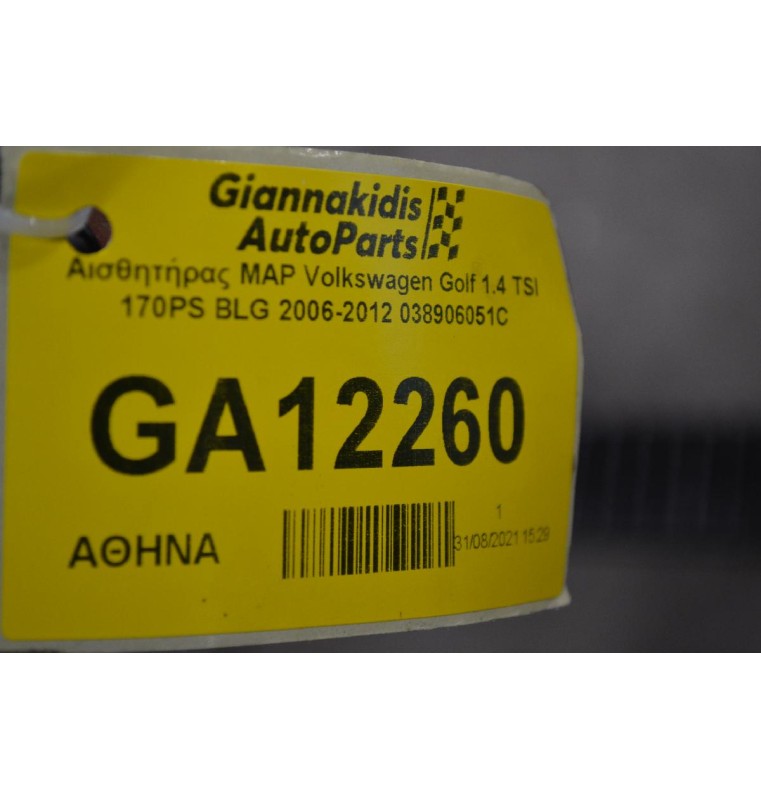 Giannakidis
AutoParts
Αισθητήρας MAP Volkswagen Golf 1.4 TSI
170PS BLG 2006-2012 038906051C
GA12260
ΑΘΗΝΑ
1
31/08/2021 15:29